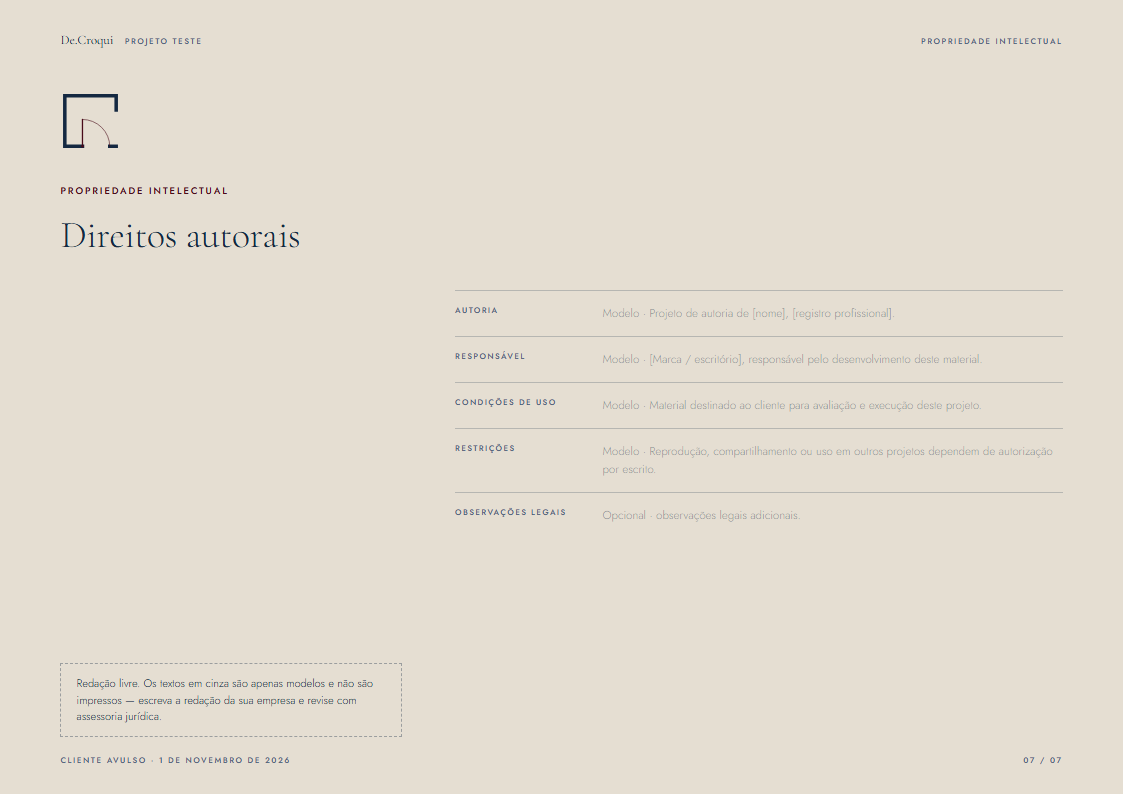 De.Croqui PROJETO TESTE
PROPRIEDADE INTELECTUAL
PROPRIEDADE INTELECTUAL
Direitos autorais
AUTORIA
Modelo · Projeto de autoria de [nome], [registro profissional].
RESPONSÁVEL
Modelo · [Marca / escritório], responsável pelo desenvolvimento deste material.
CONDIÇÕES DE USO
Modelo · Material destinado ao cliente para avaliação e execução deste projeto.
RESTRIÇÕES
Modelo · Reprodução, compartilhamento ou uso em outros projetos dependem de autorização
por escrito.
OBSERVAÇÕES LEGAIS
Opcional · observações legais adicionais.
Redação livre. Os textos em cinza são apenas modelos e não são
impressos — escreva a redação da sua empresa e revise com
assessoria jurídica.
CLIENTE AVULSO · 1 DE NOVEMBRO DE 2026
07 / 07